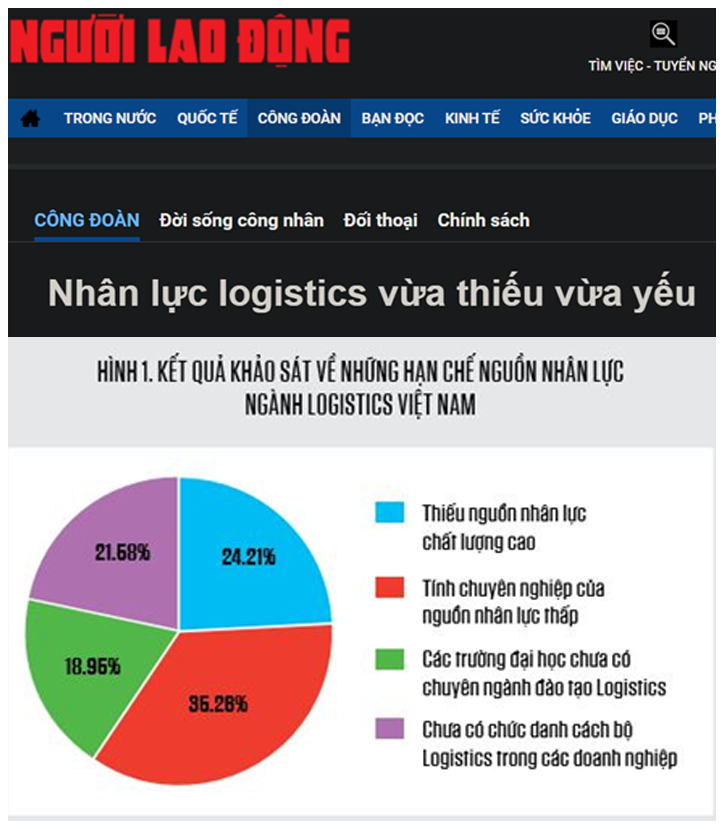 NGƯỜI LAO ĐỘNG
TÌM VIỆC - TUYỂN NG
TRONG NƯỚC QUỐC TẾ CÔNG ĐOÀN BẠN ĐỌC KINH TẾ SỨC KHỎE GIÁO DỤC PH
CÔNG ĐOÀN Đời sống công nhân Đối thoại Chính sách
Nhân lực logistics vừa thiếu vừa yếu
HÌNH 1. KẾT QUẢ KHẢO SÁT VỀ NHỮNG HẠN CHẾ NGUỒN NHÂN LỰC
NGÀNH LOGISTICS VIỆT NAM
21.58%
24.21%
18.95%
35.26%
Thiếu nguồn nhân lực
chất lượng cao
Tính chuyên nghiệp của
nguồn nhân lực thấp
Các trường đại học chưa có
chuyên ngành đào tạo Logistics
Chưa có chức danh cách bộ
Logistics trong các doanh nghiệp